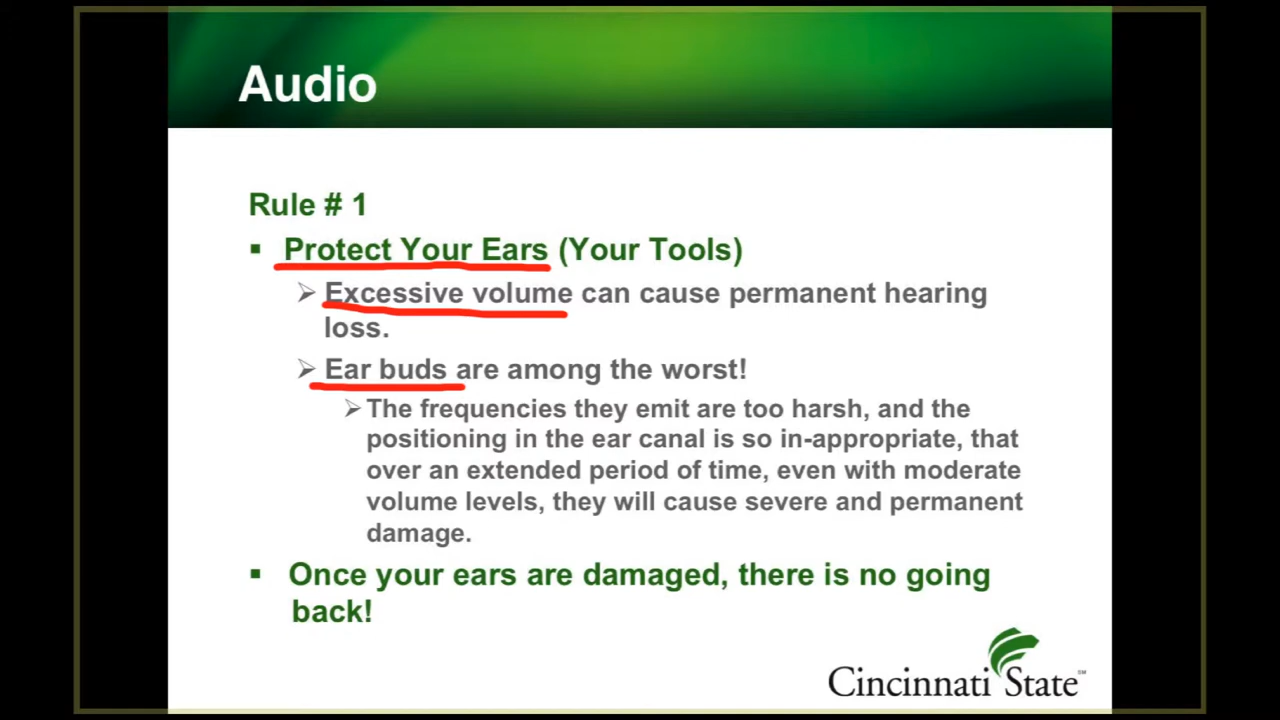 Audio
Rule # 1
▪ Protect Your Ears (Your Tools)
➢ Excessive volume can cause permanent hearing
loss.
➢ Ear buds are among the worst!
➢ The frequencies they emit are too harsh, and the
positioning in the ear canal is so in-appropriate, that
over an extended period of time, even with moderate
volume levels, they will cause severe and permanent
damage.
▪ Once your ears are damaged, there is no going
back!
Cincinnati State℠